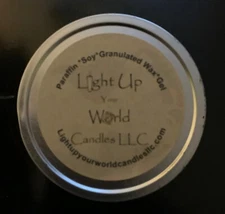 Paraffin *Soy*Granulated Wax*Gel
Light Up
Your
World
Candles LLC
Lightupyourworldcandlesllc.com